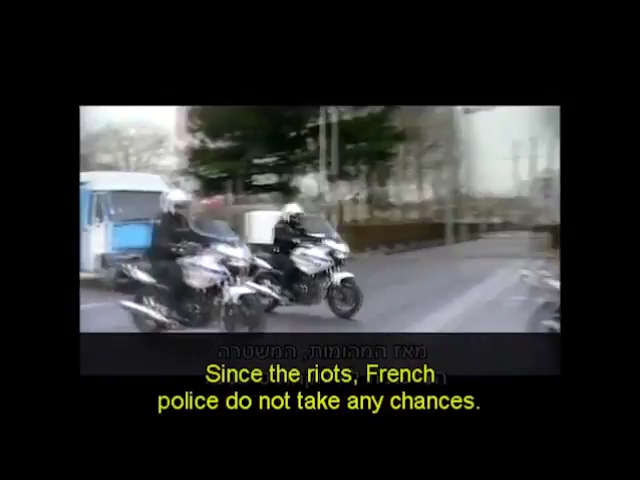 מאז המהומות, המשטרה
Since the riots, French
police do not take any chances.